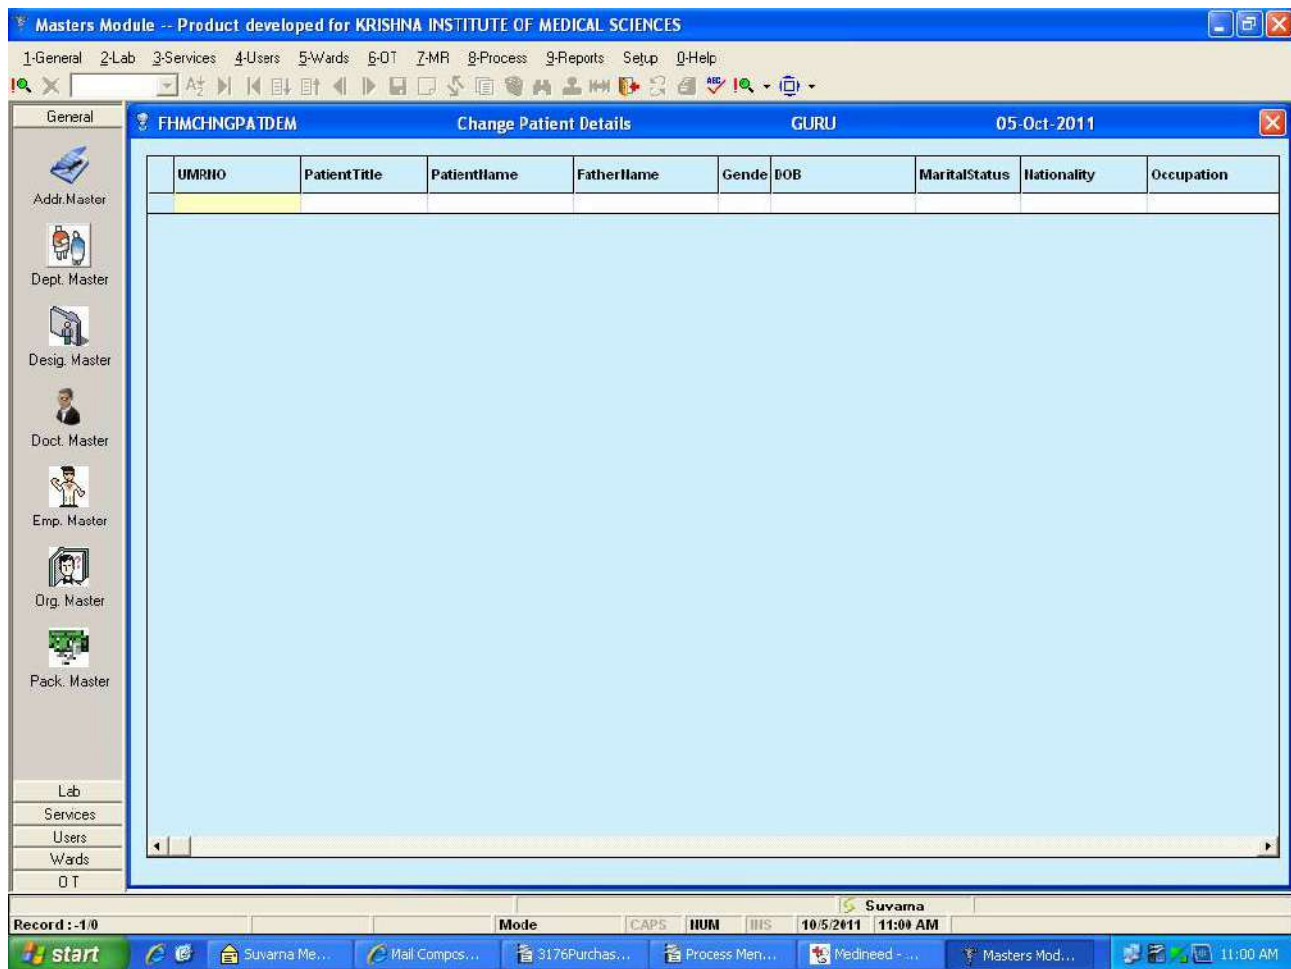 Masters Module -- Product developed for KRISHNA INSTITUTE OF MEDICAL SCIENCES
1-General 2-Lab 3-Services 4-Users 5-Wards 6-OT 7-MR 8-Process 9-Reports Setup 0-Help
General
FHMCHNGPATDEM Change Patient Details GURU 05-Oct-2011
UMRNO PatientTitle PatientName FatherName Gende DOB MaritalStatus Nationality Occupation
Addr.Master
Dept. Master
Desig. Master
Doct. Master
Emp. Master
Org. Master
Pack. Master
Lab
Services
Users
Wards
O T
Suvarna
Record :-1/0 Mode CAPS NUM INS 10/5/2011 11:00 AM
start Suvarna Me... Mail Compos... 3176Purchas... Process Men... Medineed - ... Masters Mod... 11:00 AM